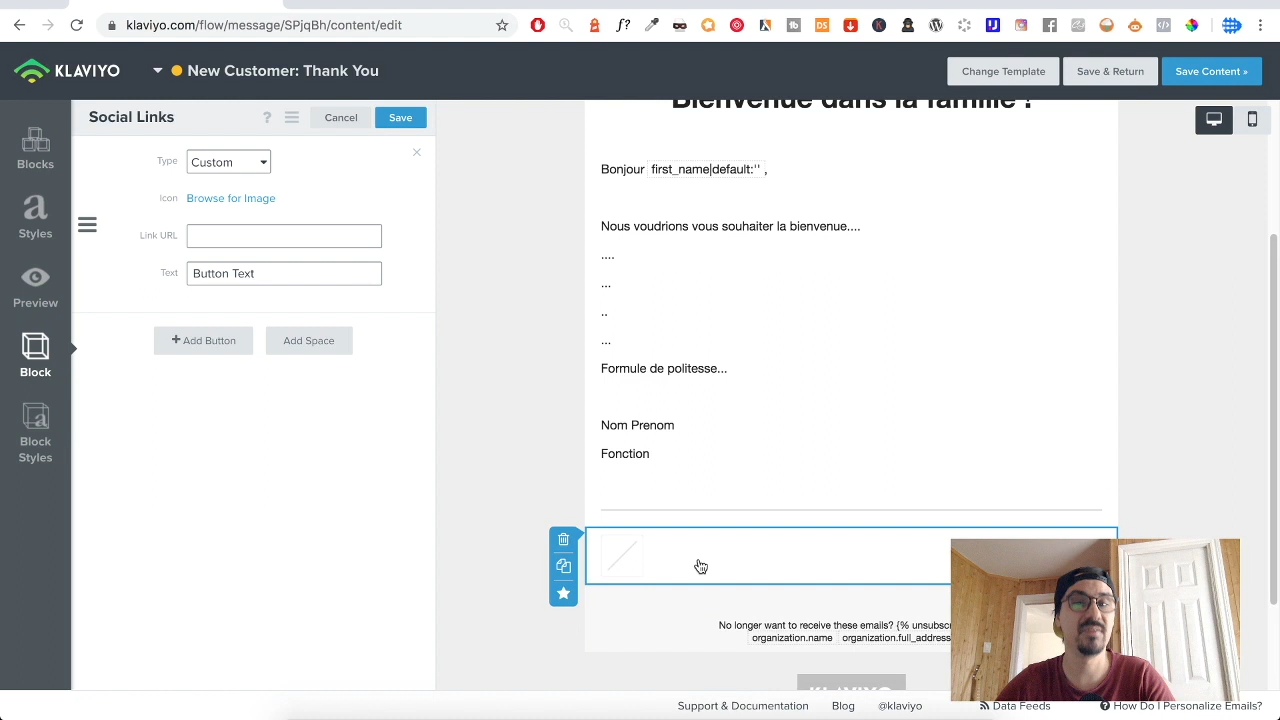 klaviyo.com/flow/message/SPjqBh/content/edit
KLAVIYO
New Customer: Thank You
Change Template
Save & Return
Save Content »
Social Links
?
Cancel
Save
Blocks
Styles
Preview
Block
Block Styles
Type
Custom
Icon
Browse for Image
Link URL
Text
Button Text
+ Add Button
Add Space
Bienvenue dans la famille !
Bonjour first_name|default:'' ,
Nous voudrions vous souhaiter la bienvenue....
....
...
..
...
Formule de politesse...
Nom Prenom
Fonction
No longer want to receive these emails? {% unsubscr
organization.name organization.full_address
KLAVIYO
Support & Documentation
Blog
@klaviyo
Data Feeds
How Do I Personalize Emails?